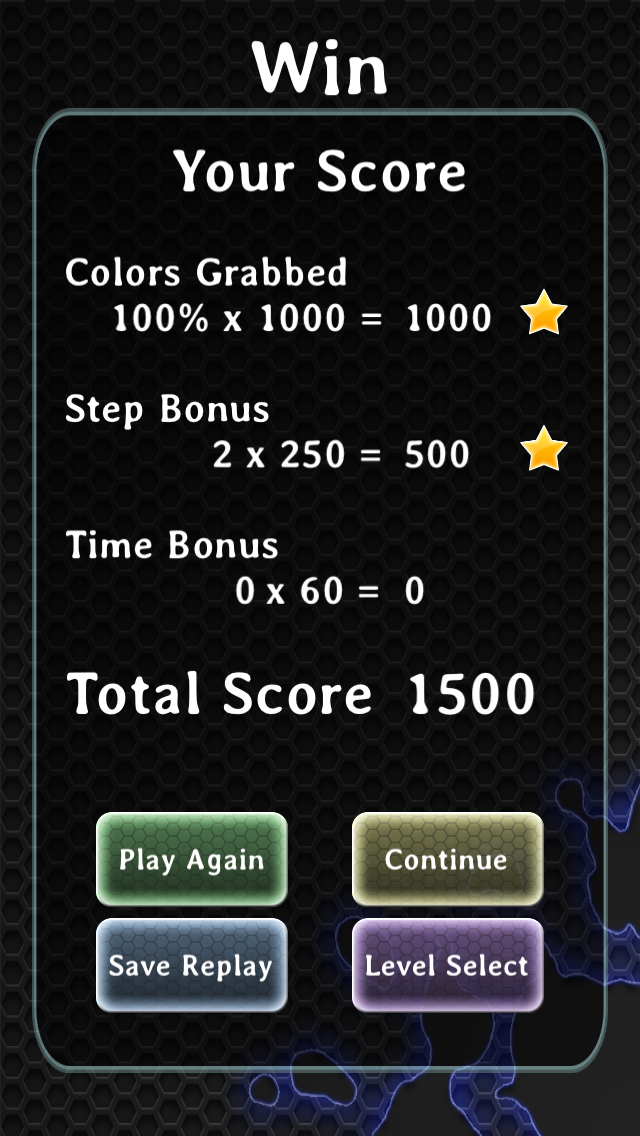 Win
Your Score
Colors Grabbed
100% x 1000 = 1000
Step Bonus
2 x 250 = 500
Time Bonus
0 x 60 = 0
Total Score 1500
Play Again
Continue
Save Replay
Level Select